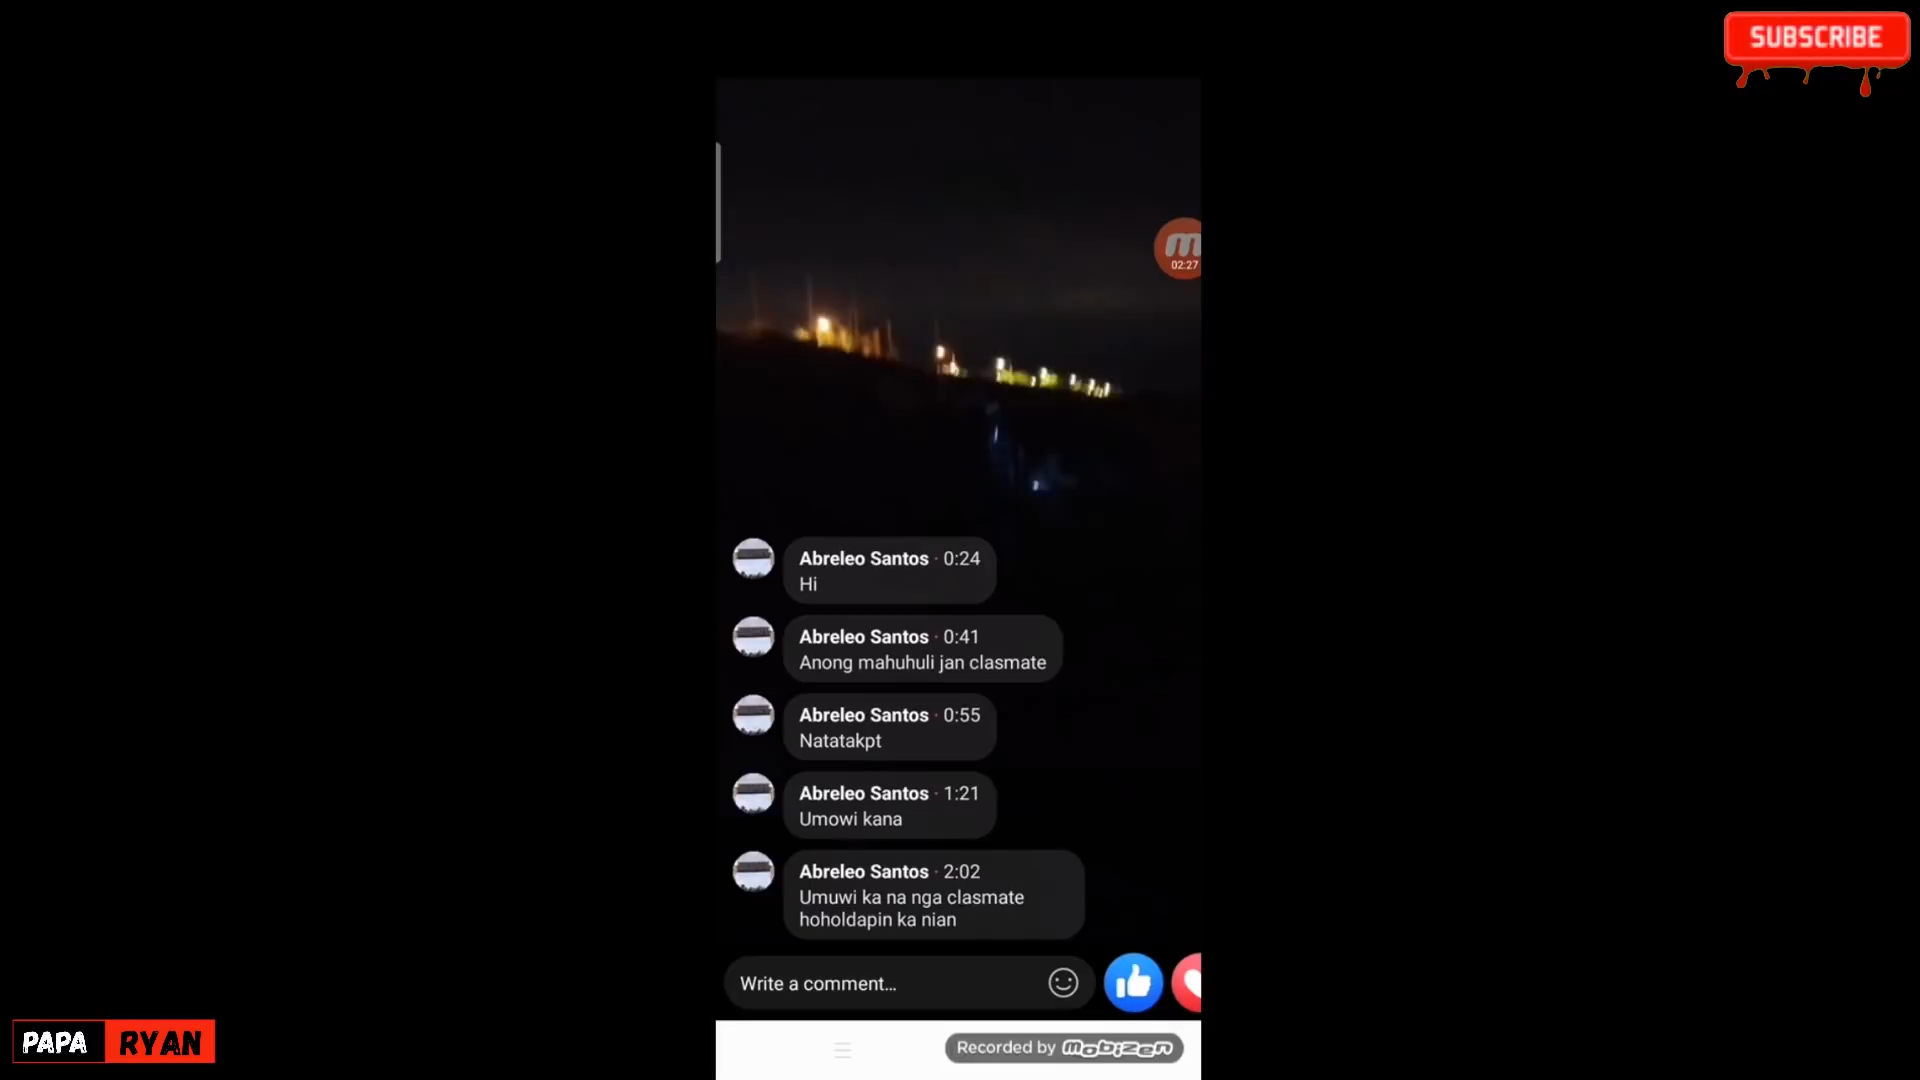 SUBSCRIBE
02:27
Abreleo Santos · 0:24
Hi
Abreleo Santos · 0:41
Anong mahuhuli jan clasmate
Abreleo Santos · 0:55
Natatakpt
Abreleo Santos · 1:21
Umowi kana
Abreleo Santos · 2:02
Umuwi ka na nga clasmate
hoholdapin ka nian
Write a comment...
PAPA RYAN
Recorded by Mobizen